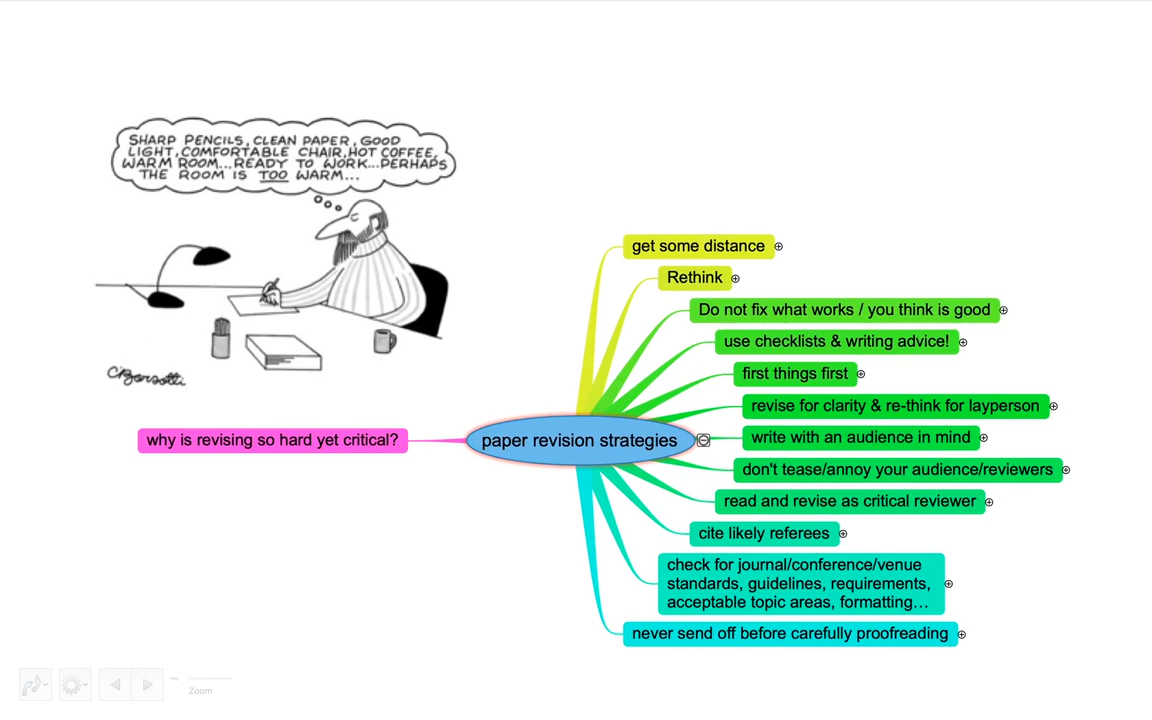 SHARP PENCILS, CLEAN PAPER, GOOD
LIGHT, COMFORTABLE CHAIR, HOT COFFEE,
WARM ROOM...READY TO WORK...PERHAPS
THE ROOM IS TOO WARM...
CBarsotti
get some distance
Rethink
Do not fix what works / you think is good
use checklists & writing advice!
first things first
revise for clarity & re-think for layperson
why is revising so hard yet critical?
paper revision strategies
write with an audience in mind
don't tease/annoy your audience/reviewers
read and revise as critical reviewer
cite likely referees
check for journal/conference/venue
standards, guidelines, requirements,
acceptable topic areas, formatting…
never send off before carefully proofreading
Zoom